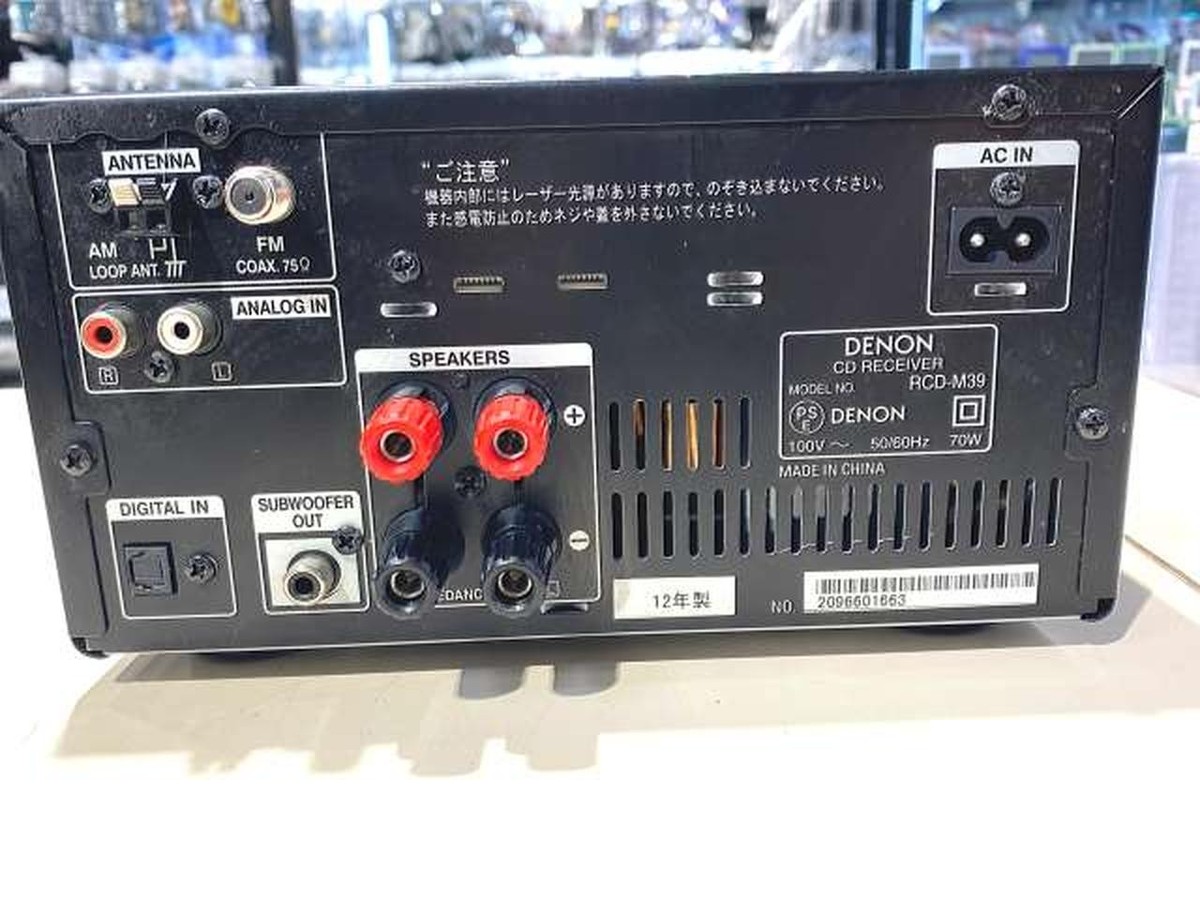 ANTENNA
AM
LOOP ANT.
FM
COAX. 75Ω
ANALOG IN
R
L
"ご注意"
機器内部にはレーザー光源がありますので、のぞき込まないでください。
また感電防止のためネジや蓋を外さないでください。
AC IN
SPEAKERS
+
−
DENON
CD RECEIVER
MODEL NO. RCD-M39
PS
E
DENON
100V ～ 50/60Hz 70W
MADE IN CHINA
DIGITAL IN
SUBWOOFER
OUT
12年製
NO. 2096601663